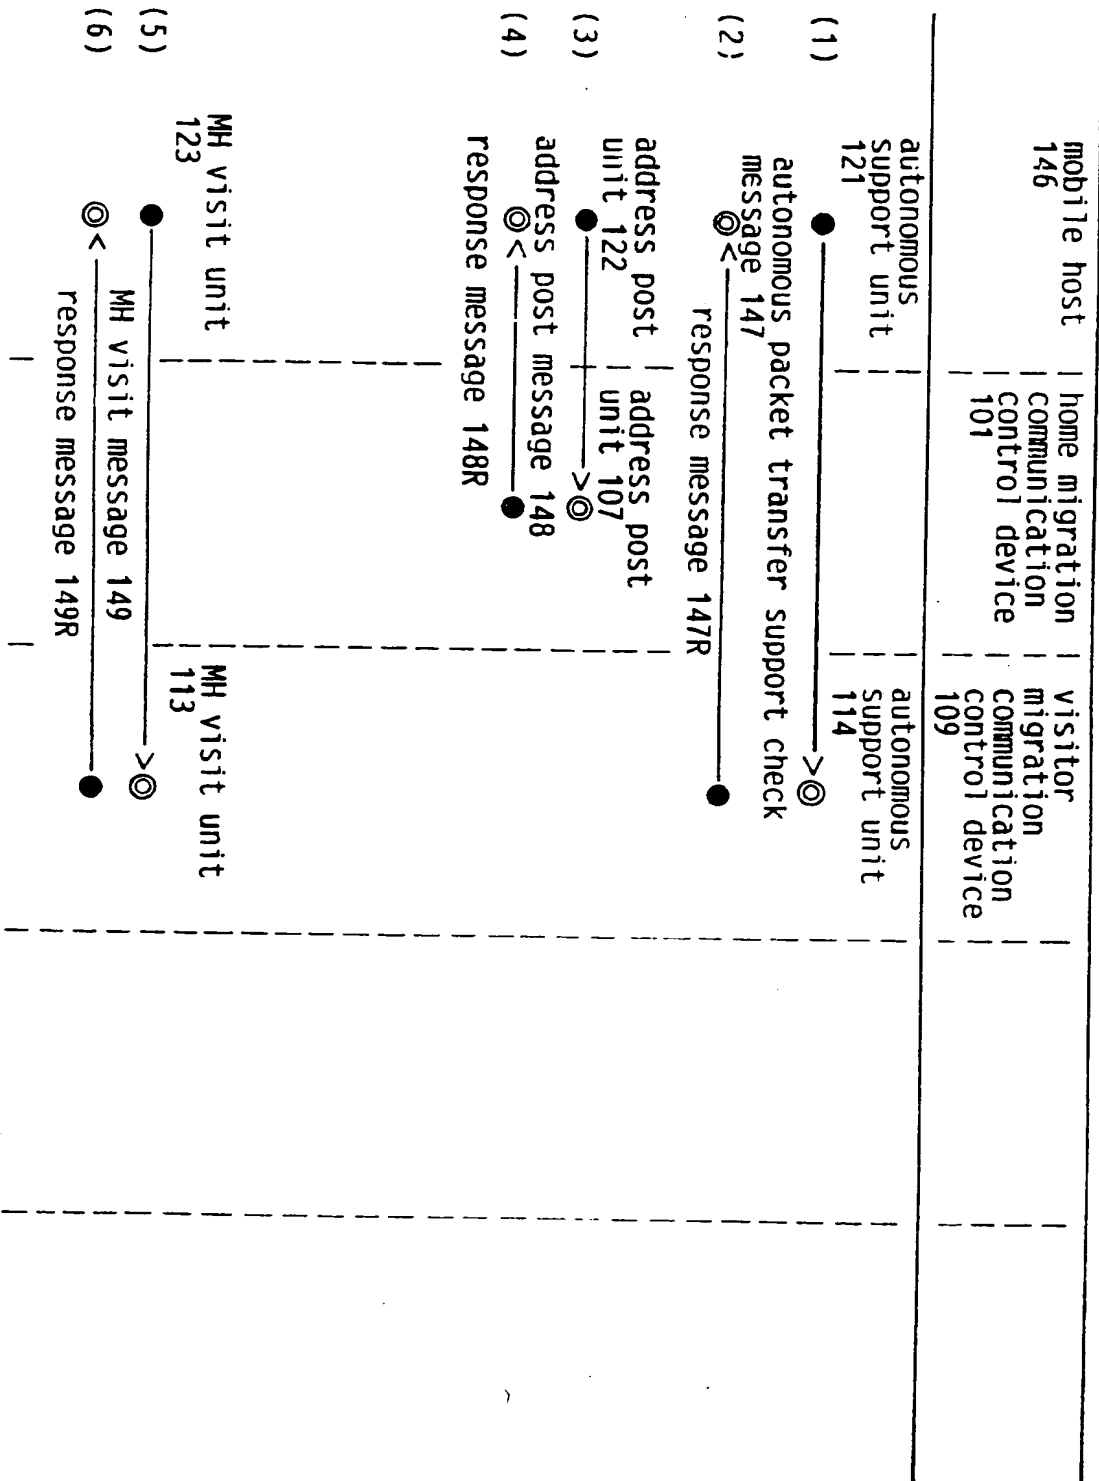 mobile host
146
home migration
communication
control device
101
visitor
migration
communication
control device
109
autonomous
support unit
121
autonomous
support unit
114
(1)
autonomous packet transfer support check
message 147
(2)
response message 147R
address post
unit 122
address post
unit 107
(3)
address post message 148
(4)
response message 148R
MH visit unit
123
MH visit unit
113
(5)
MH visit message 149
(6)
response message 149R